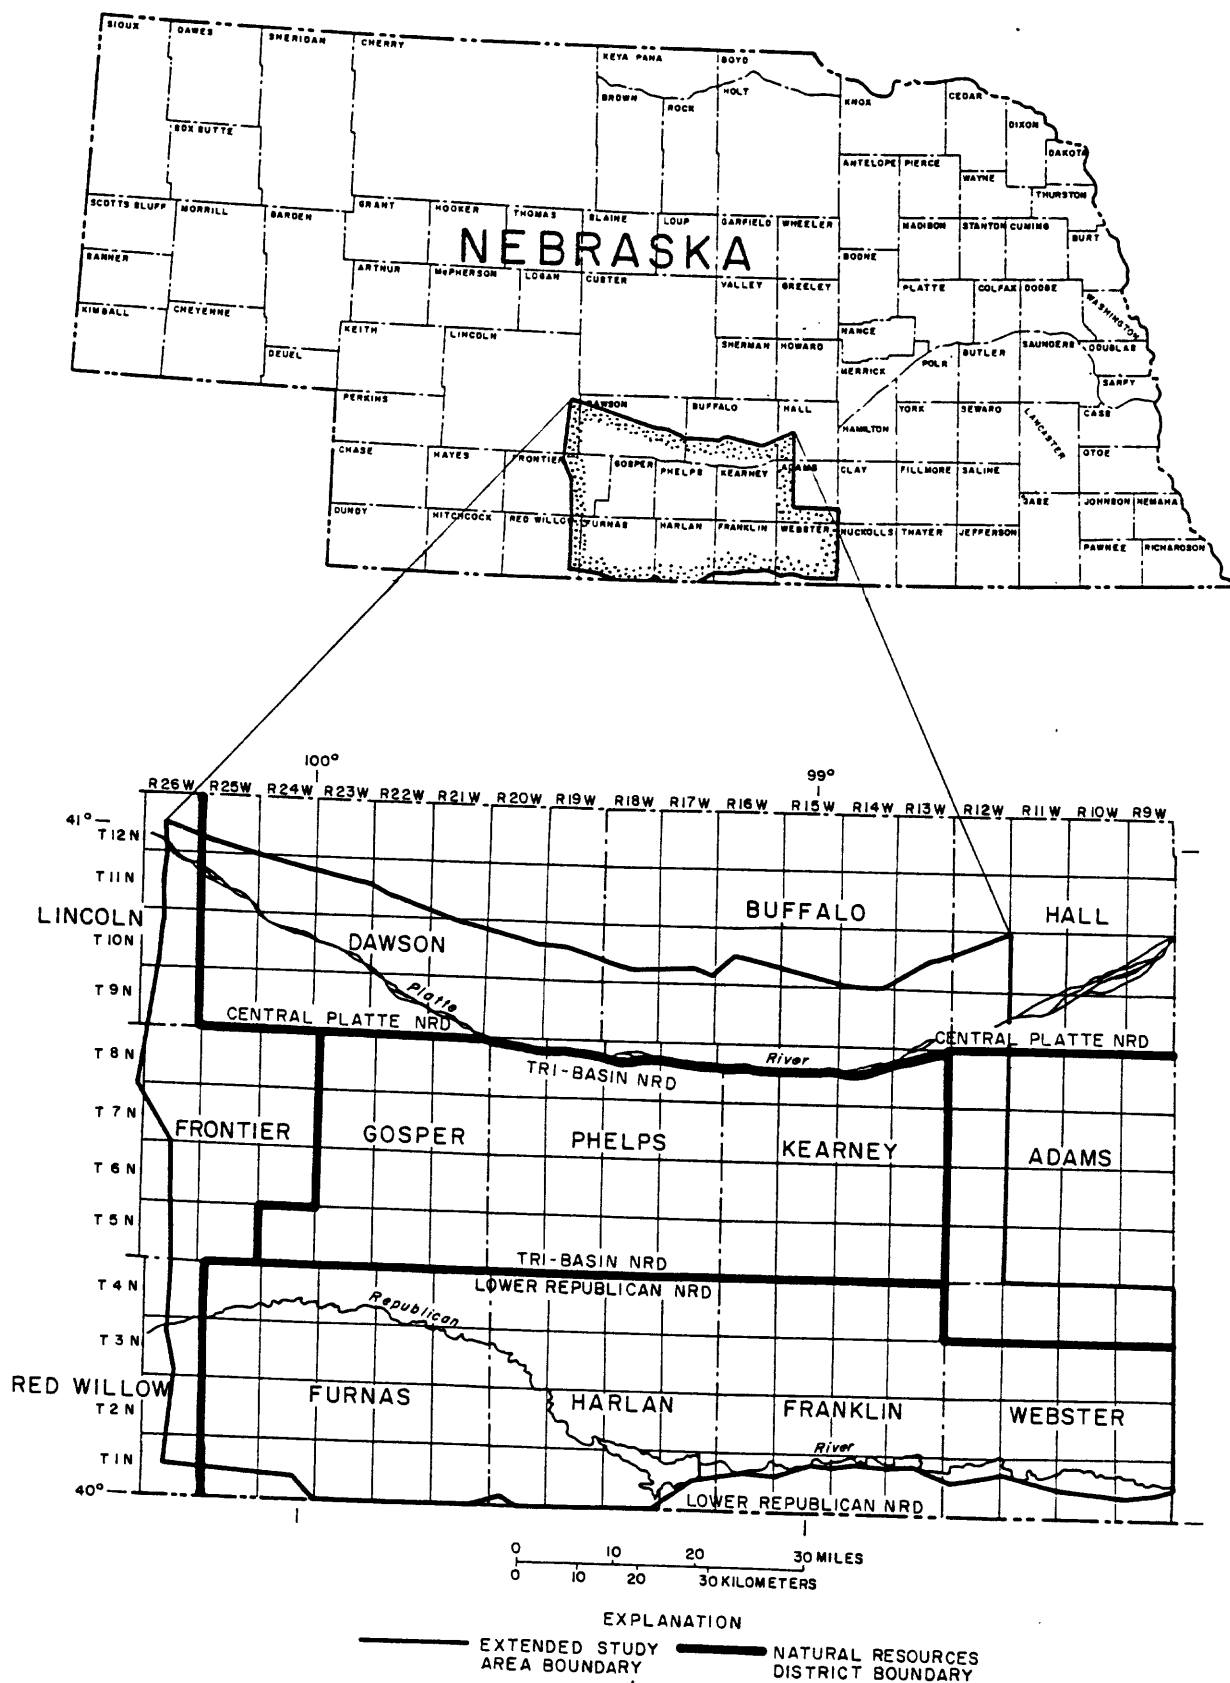 SIOUX
DAWES
SHERIDAN
CHERRY
KEYA PAHA
BOYD
BROWN
ROCK
HOLT
KNOX
CEDAR
DIXON
DAKOTA
BOX BUTTE
ANTELOPE
PIERCE
WAYNE
THURSTON
SCOTTS BLUFF
MORRILL
GARDEN
GRANT
HOOKER
THOMAS
BLAINE
LOUP
GARFIELD
WHEELER
MADISON
STANTON
CUMING
BURT
NEBRASKA
BANNER
ARTHUR
McPHERSON
LOGAN
CUSTER
VALLEY
GREELEY
BOONE
PLATTE
COLFAX
DODGE
WASHINGTON
KIMBALL
CHEYENNE
KEITH
LINCOLN
NANCE
DEUEL
SHERMAN
HOWARD
MERRICK
POLK
BUTLER
SAUNDERS
DOUGLAS
SARPY
PERKINS
DAWSON
BUFFALO
HALL
HAMILTON
YORK
SEWARD
LANCASTER
CASS
OTOE
CHASE
HAYES
FRONTIER
GOSPER
PHELPS
KEARNEY
ADAMS
CLAY
FILLMORE
SALINE
GAGE
JOHNSON
NEMAHA
DUNDY
HITCHCOCK
RED WILLOW
FURNAS
HARLAN
FRANKLIN
WEBSTER
NUCKOLLS
THAYER
JEFFERSON
PAWNEE
RICHARDSON
100°
99°
R26W R25W R24W R23W R22W R21W R20W R19W R18W R17W R16W R15W R14W R13W R12W R11W R10W R9W
41°
T12N
T11N
LINCOLN
BUFFALO
HALL
T10N
DAWSON
T9N
Platte
CENTRAL PLATTE NRD
CENTRAL PLATTE NRD
T8N
River
TRI-BASIN NRD
T7N
FRONTIER
GOSPER
PHELPS
KEARNEY
ADAMS
T6N
T5N
TRI-BASIN NRD
T4N
LOWER REPUBLICAN NRD
Republican
T3N
RED WILLOW
FURNAS
HARLAN
FRANKLIN
WEBSTER
T2N
River
T1N
40°
LOWER REPUBLICAN NRD
0 10 20 30 MILES
0 10 20 30 KILOMETERS
EXPLANATION
EXTENDED STUDY
AREA BOUNDARY
NATURAL RESOURCES
DISTRICT BOUNDARY